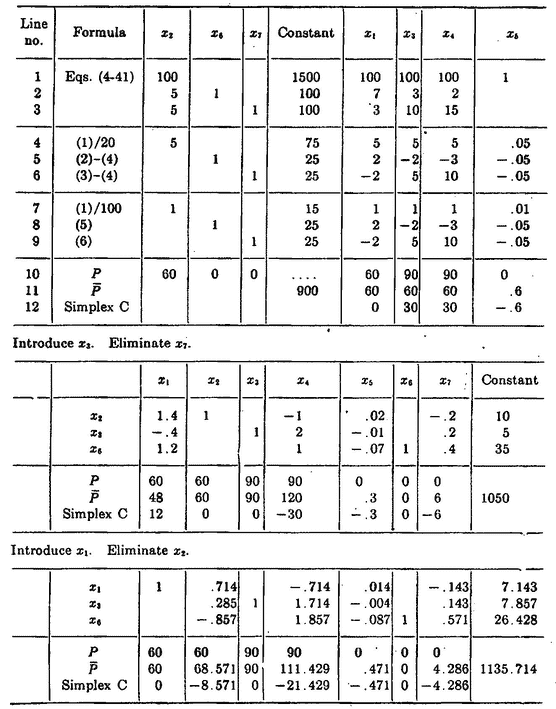 Line no. Formula x₂ x₆ x₇ Constant x₁ x₃ x₄ x₅
1 Eqs. (4-41) 100 1500 100 100 100 1
2 5 1 100 7 3 2
3 5 1 100 3 10 15
4 (1)/20 5 75 5 5 5 .05
5 (2)-(4) 1 25 2 -2 -3 -.05
6 (3)-(4) 1 25 -2 5 10 -.05
7 (1)/100 1 15 1 1 1 .01
8 (5) 1 25 2 -2 -3 -.05
9 (6) 1 25 -2 5 10 -.05
10 P 60 0 0 .... 60 90 90 0
11 P̅ 900 60 60 60 .6
12 Simplex C 0 30 30 -.6
Introduce x₃. Eliminate x₇.
x₁ x₂ x₃ x₄ x₅ x₆ x₇ Constant
x₂ 1.4 1 -1 .02 -.2 10
x₃ -.4 1 2 -.01 .2 5
x₆ 1.2 1 -.07 1 .4 35
P 60 60 90 90 0 0 0
P̅ 48 60 90 120 .3 0 6 1050
Simplex C 12 0 0 -30 -.3 0 -6
Introduce x₁. Eliminate x₂.
x₁ 1 .714 -.714 .014 -.143 7.143
x₃ .285 1 1.714 -.004 .143 7.857
x₆ -.857 1.857 -.087 1 .571 26.428
P 60 60 90 90 0 0 0
P̅ 60 68.571 90 111.429 .471 0 4.286 1135.714
Simplex C 0 -8.571 0 -21.429 -.471 0 -4.286